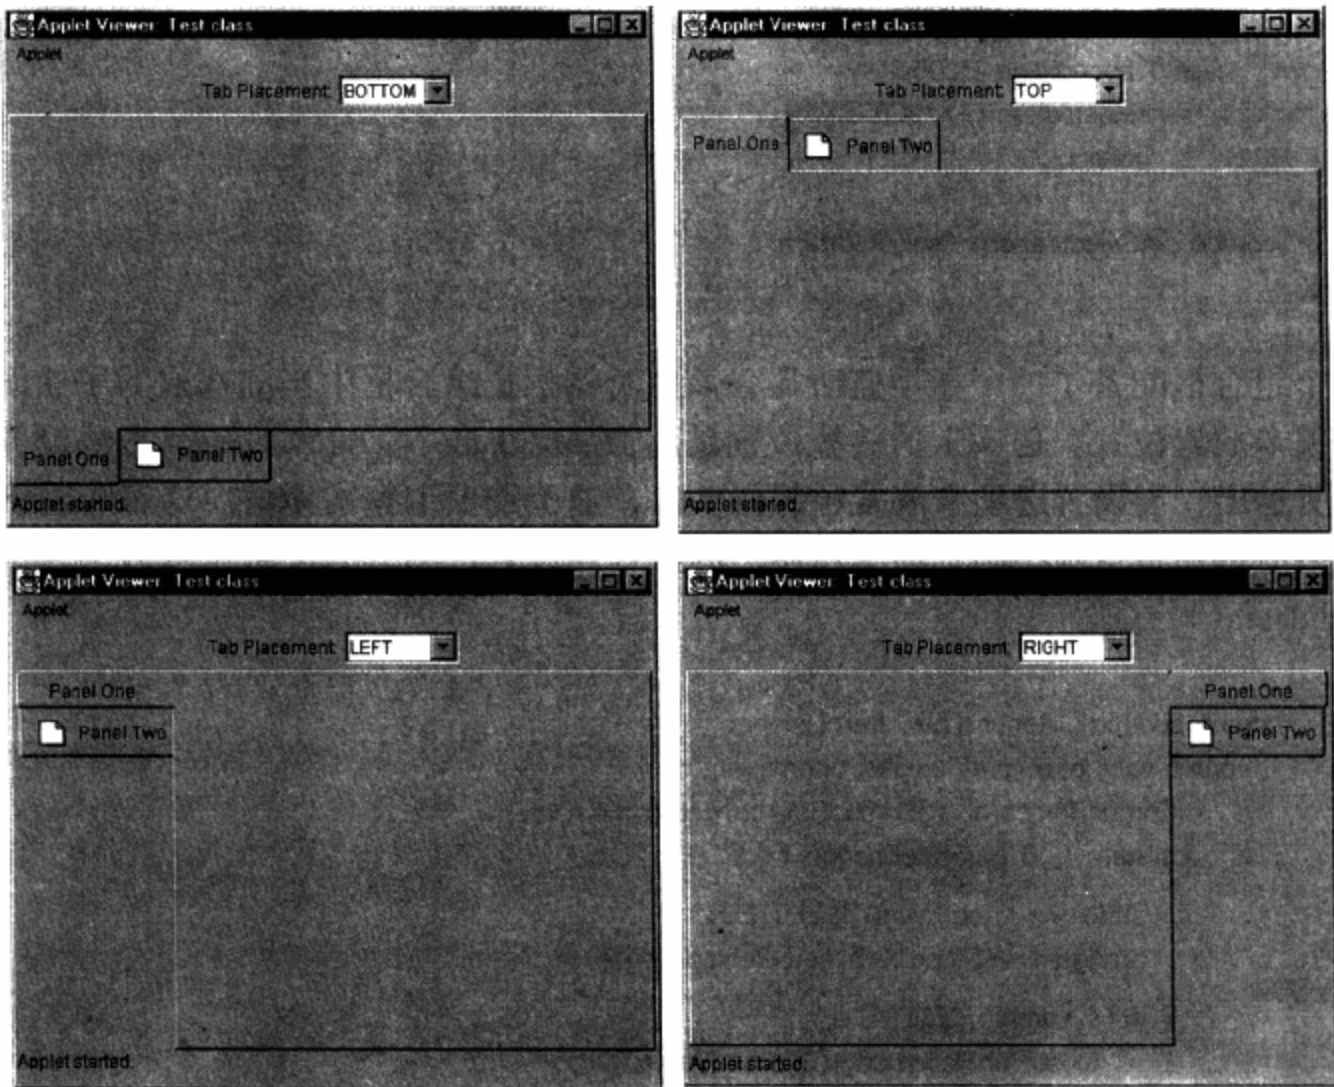 Applet Viewer: Test class
Applet
Tab Placement: BOTTOM
Panel One
Panel Two
Applet started.
Applet Viewer: Test class
Applet
Tab Placement: TOP
Panel One
Panel Two
Applet started.
Applet Viewer: Test class
Applet
Tab Placement: LEFT
Panel One
Panel Two
Applet started.
Applet Viewer: Test class
Applet
Tab Placement: RIGHT
Panel One
Panel Two
Applet started.